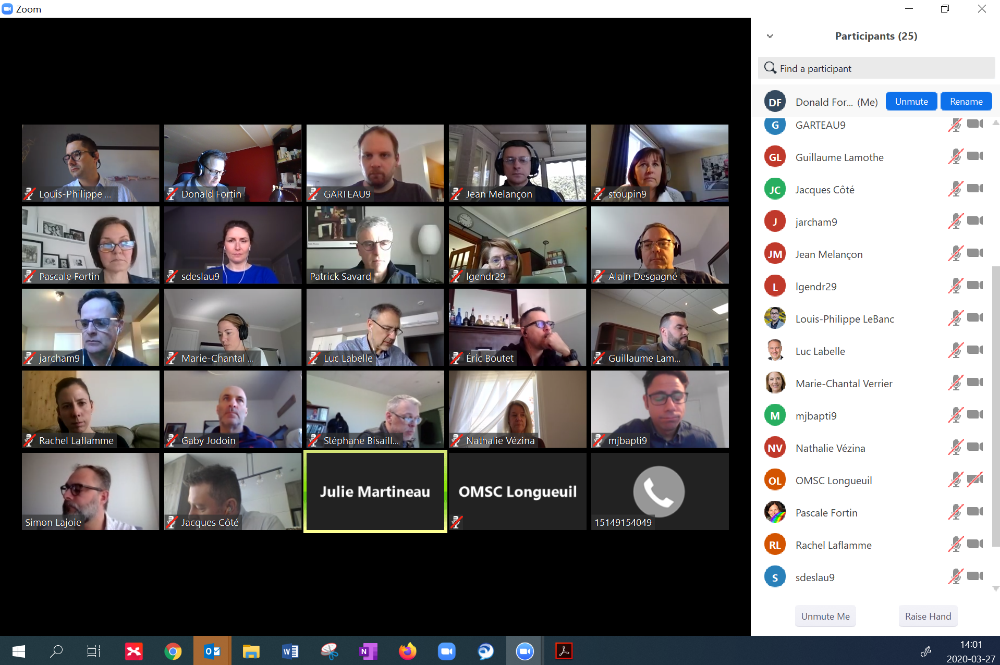 Zoom
Louis-Philippe ...
Donald Fortin
GARTEAU9
Jean Melançon
stoupin9
Pascale Fortin
sdeslau9
Patrick Savard
lgendr29
Alain Desgagné
jarcham9
Marie-Chantal ...
Luc Labelle
Éric Boutet
Guillaume Lam...
Rachel Laflamme
Gaby Jodoin
Stéphane Bisaill...
Nathalie Vézina
mjbapti9
Simon Lajoie
Jacques Côté
Julie Martineau
OMSC Longueuil
15149154049
Participants (25)
Find a participant
DF Donald For... (Me) Unmute Rename
G GARTEAU9
GL Guillaume Lamothe
JC Jacques Côté
J jarcham9
JM Jean Melançon
L lgendr29
Louis-Philippe LeBanc
Luc Labelle
Marie-Chantal Verrier
M mjbapti9
NV Nathalie Vézina
OL OMSC Longueuil
Pascale Fortin
RL Rachel Laflamme
S sdeslau9
Unmute Me Raise Hand
14:01
2020-03-27